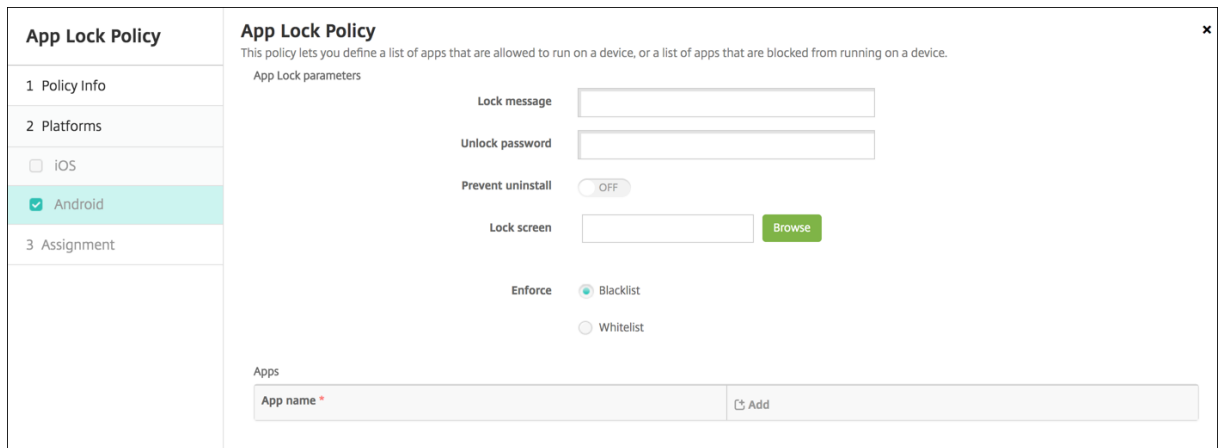 App Lock Policy
1 Policy Info
2 Platforms
iOS
Android
3 Assignment
App Lock Policy
×
This policy lets you define a list of apps that are allowed to run on a device, or a list of apps that are blocked from running on a device.
App Lock parameters
Lock message
Unlock password
Prevent uninstall OFF
Lock screen Browse
Enforce Blacklist
Whitelist
Apps
App name * Add